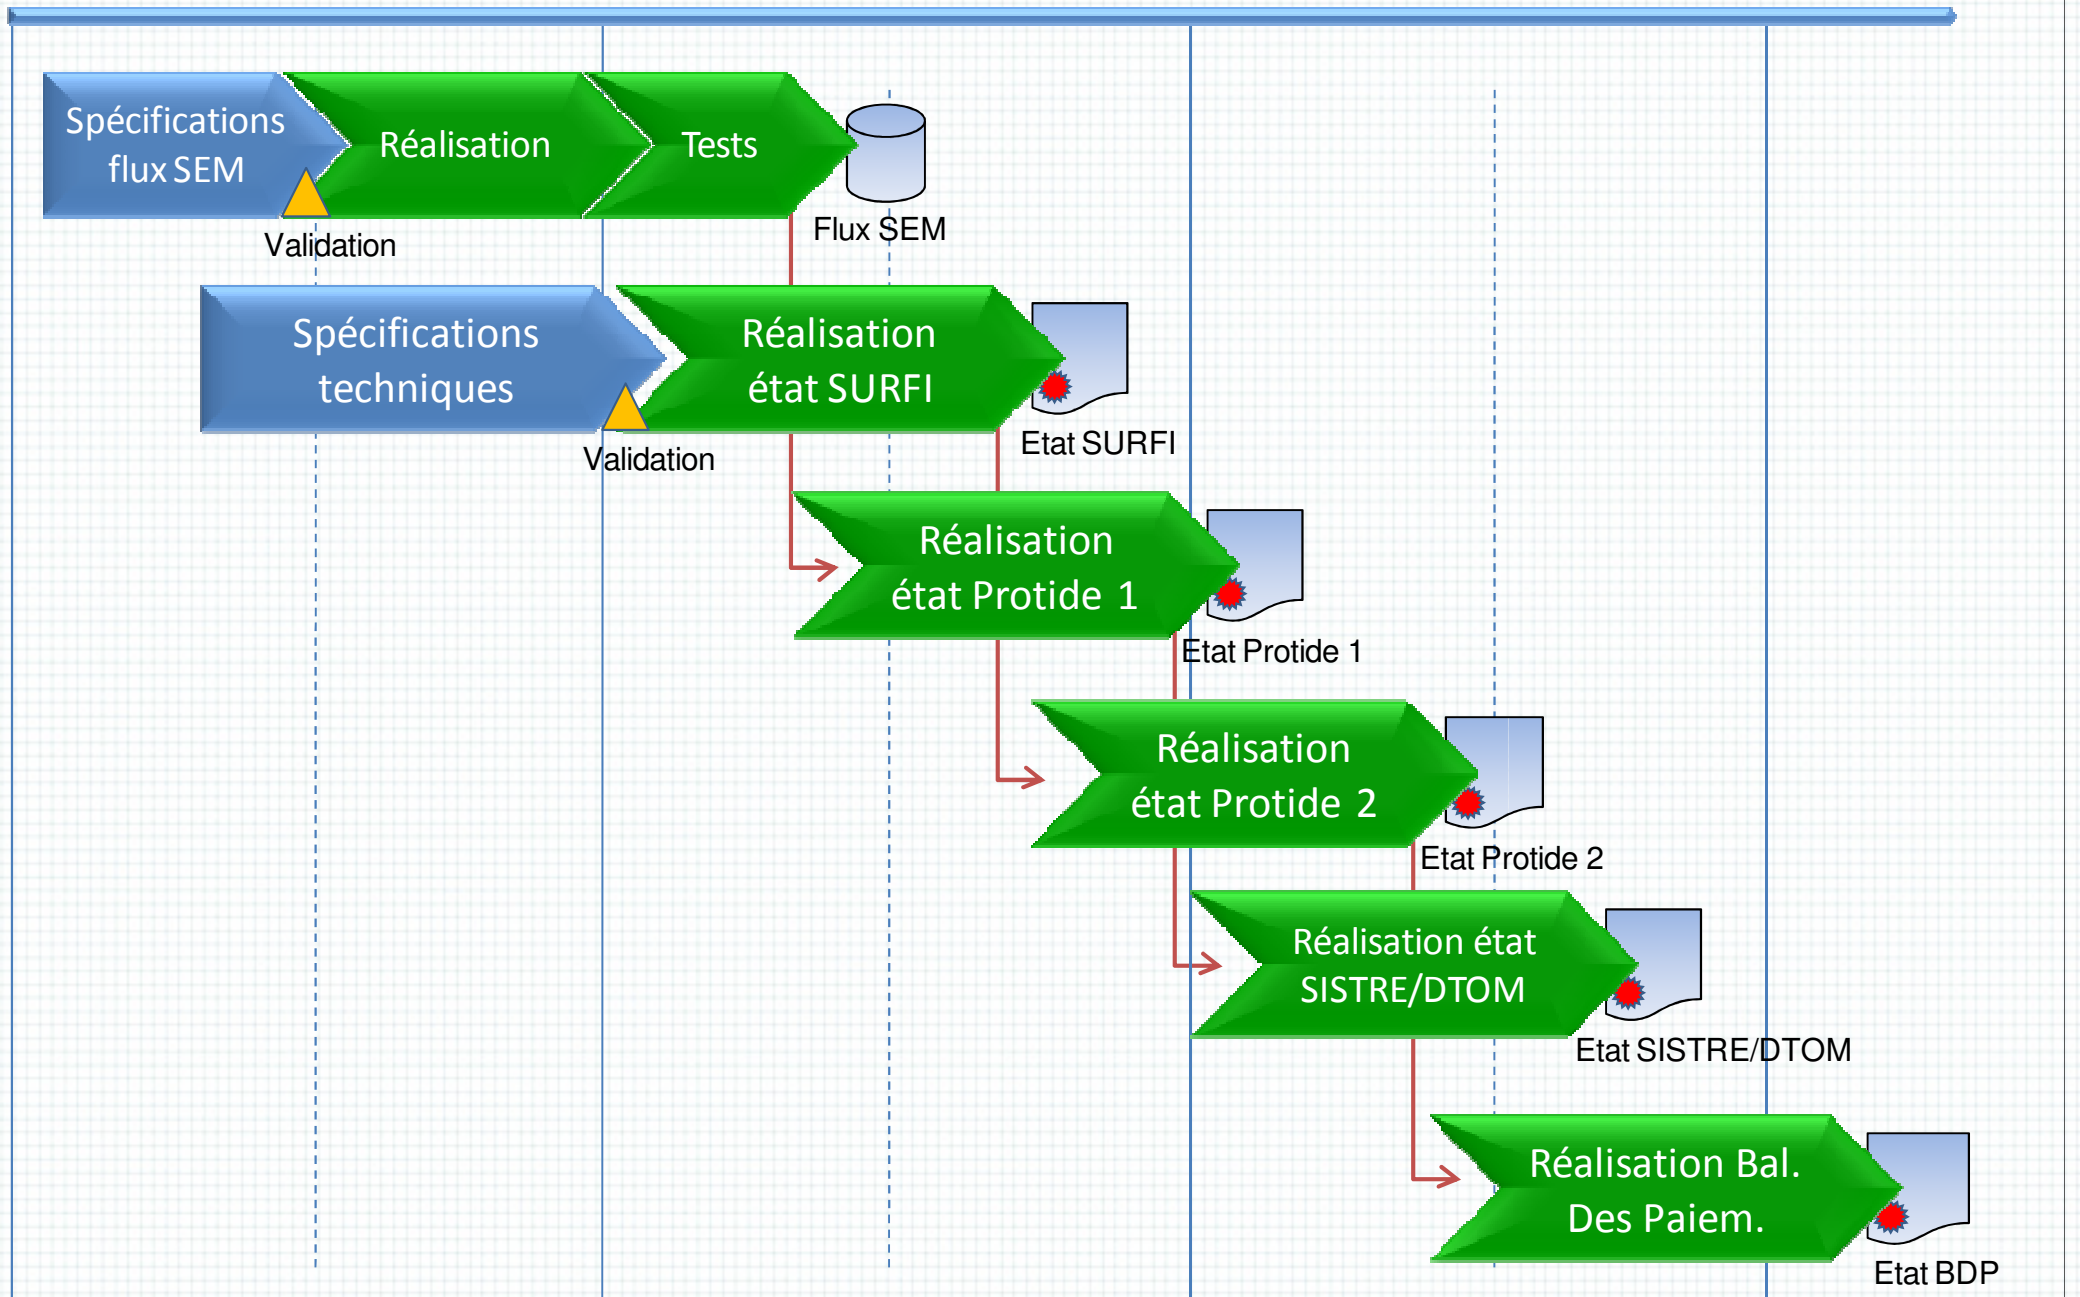 Spécifications
flux SEM
Réalisation
Tests
Flux SEM
Validation
Spécifications
techniques
Réalisation
état SURFI
Etat SURFI
Validation
Réalisation
état Protide 1
Etat Protide 1
Réalisation
état Protide 2
Etat Protide 2
Réalisation état
SISTRE/DTOM
Etat SISTRE/DTOM
Réalisation Bal.
Des Paiem.
Etat BDP